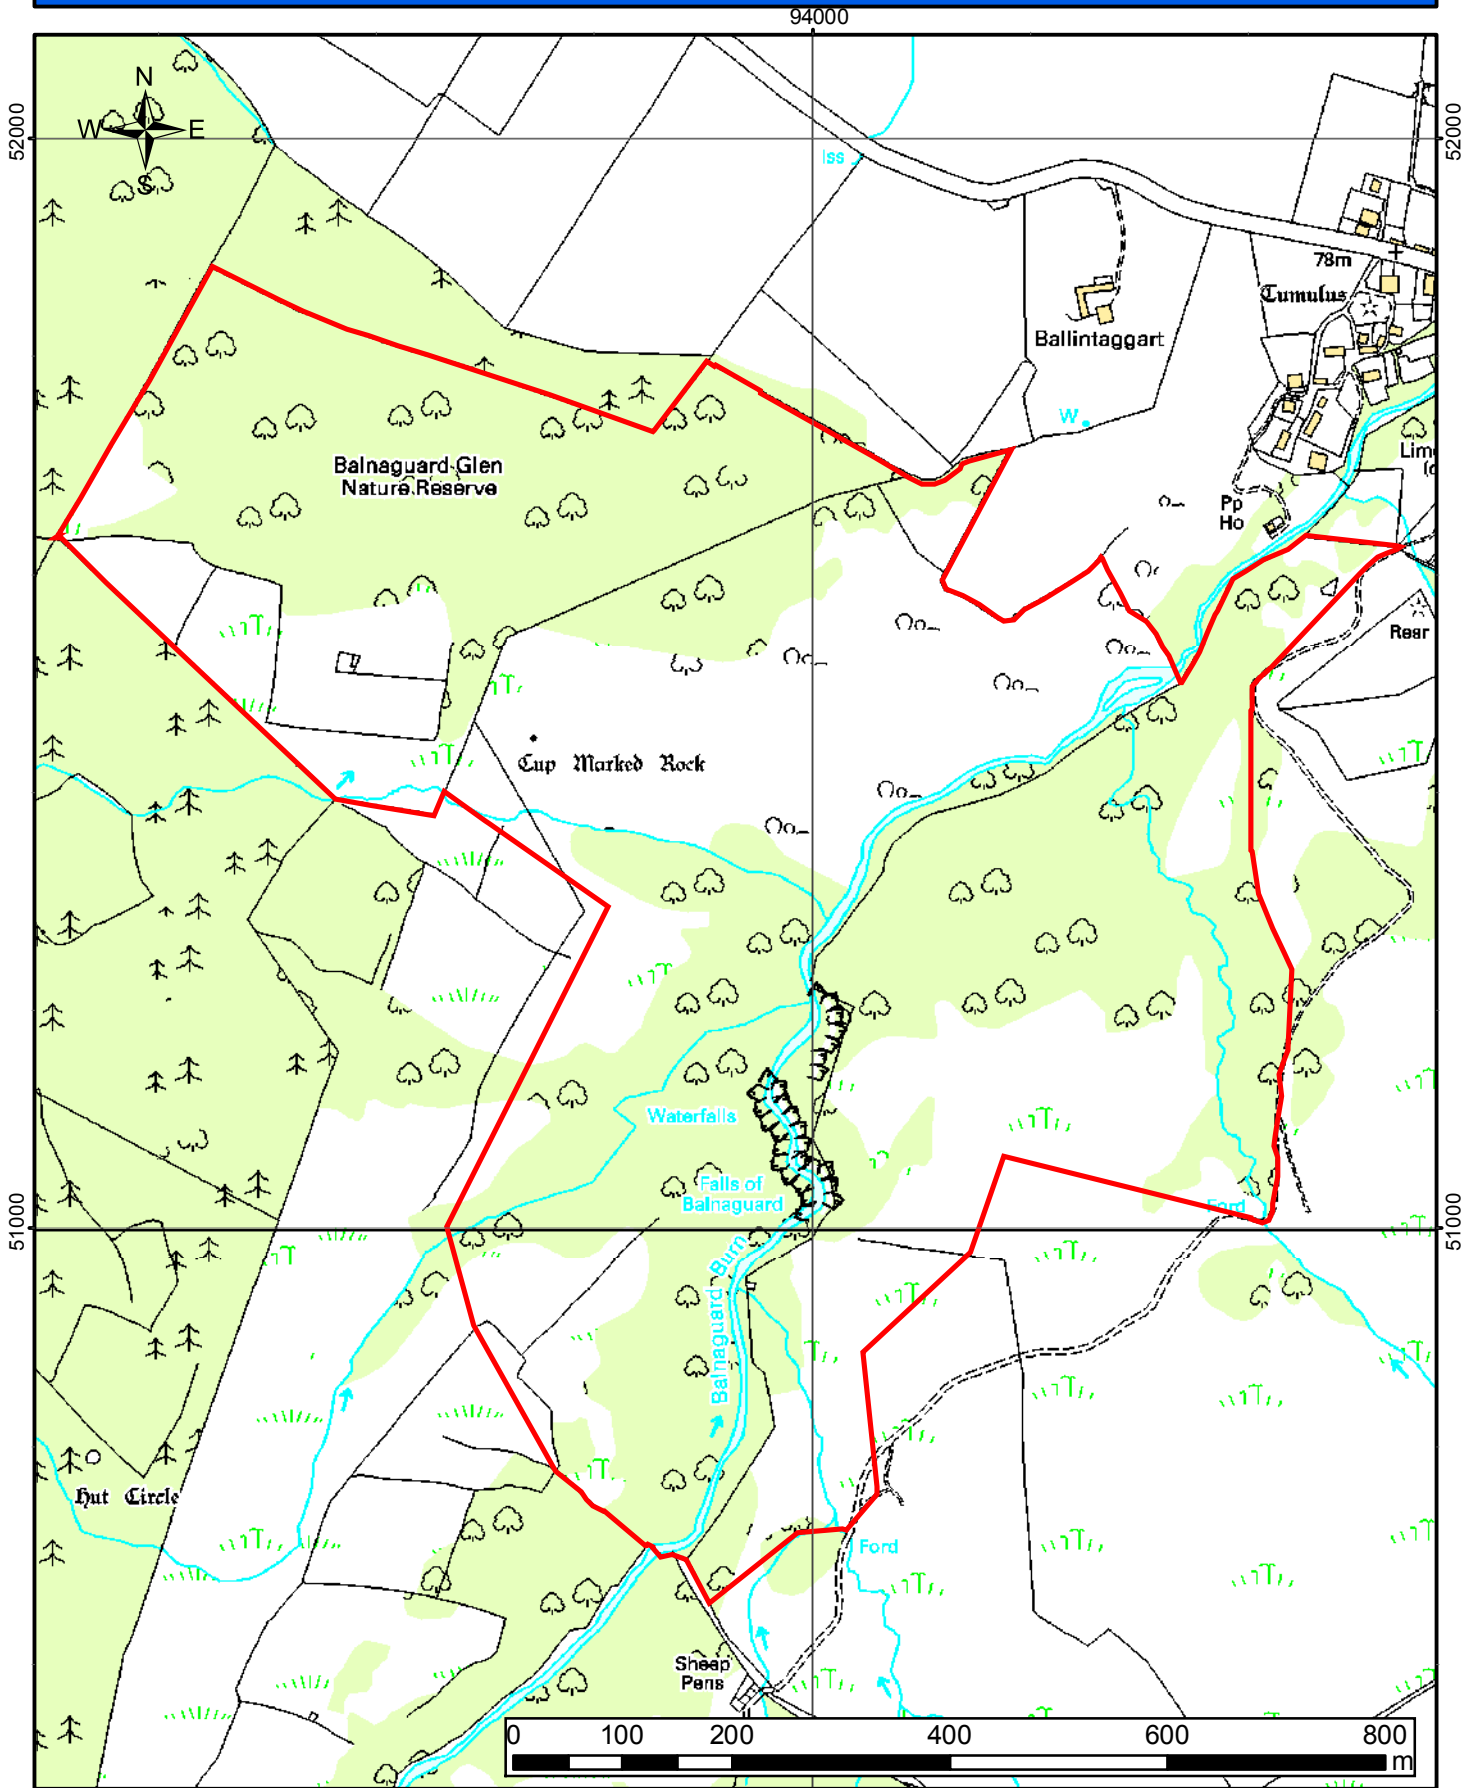 94000
N
W E
S
52000
52000
Iss
78m
Tumulus
Ballintaggart
W
Balnaguard Glen
Nature Reserve
Pp
Ho
Resr
Cup Marked Rock
Waterfalls
Falls of
Balnaguard
Ford
51000
51000
Balnaguard Burn
Hut Circle
Ford
Sheep
Pens
0 100 200 400 600 800
m